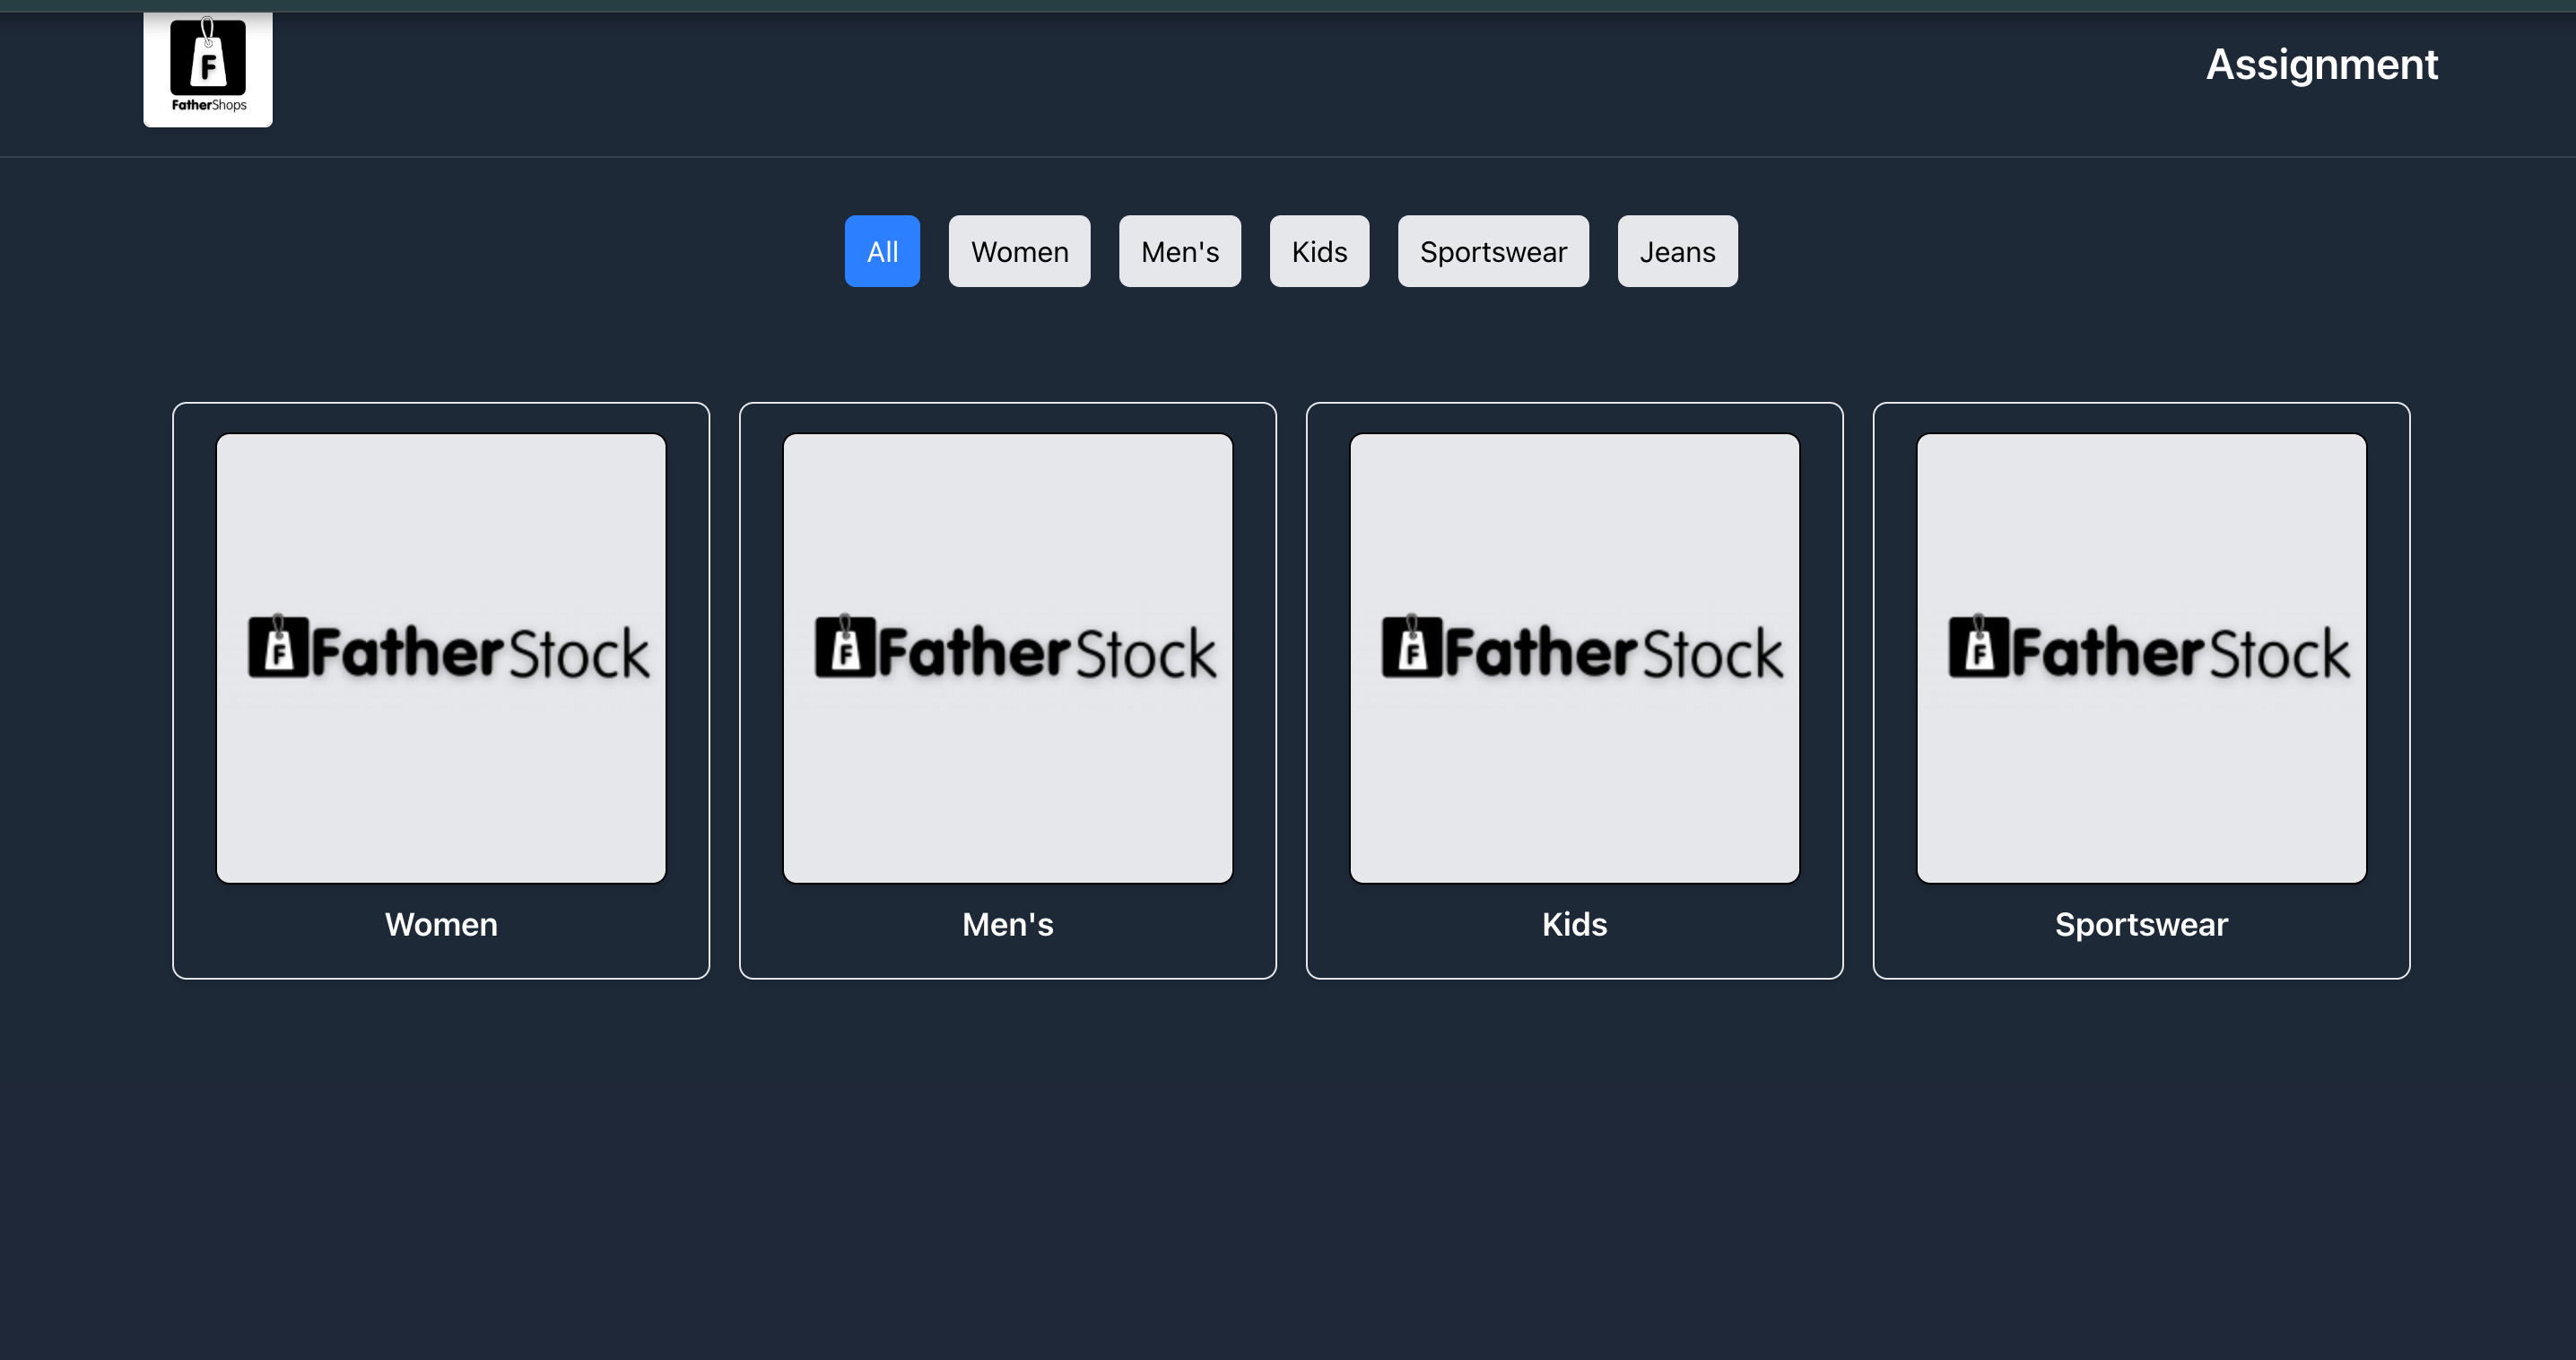 F
FatherShops
Assignment
All Women Men's Kids Sportswear Jeans
F FatherStock F FatherStock F FatherStock F FatherStock
Women Men's Kids Sportswear